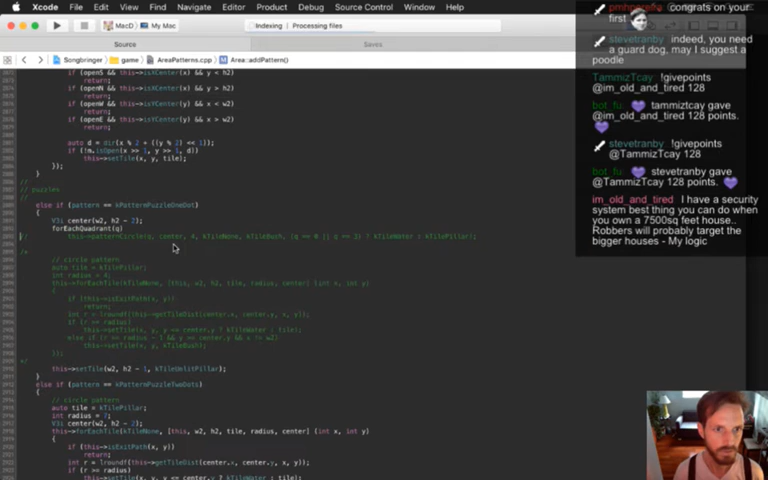 Xcode File Edit View Find Navigate Editor Product Debug Source Control Window Help
MacD My Mac
Indexing | Processing files
Source
Saves
Songbringer game AreaPatterns.cpp Area::addPattern()
if (openS && this->isXCenter(x) && y < h2)
return;
if (openN && this->isXCenter(x) && y > h2)
return;
if (openW && this->isYCenter(y) && x < w2)
return;
if (openE && this->isYCenter(y) && x > w2)
return;
auto d = dir(x % 2 + ((y % 2) << 1));
if (!m.isOpen(x >> 1, y >> 1, d))
this->setTile(x, y, tile);
});
}
//
// puzzles
//
else if (pattern == kPatternPuzzleOneDot)
{
V3i center(w2, h2 - 2);
forEachQuadrant(q)
// this->patternCircle(q, center, 4, kTileNone, kTileBush, (q == 0 || q == 3) ? kTileWater : kTilePillar);
/*
// circle pattern
auto tile = kTilePillar;
int radius = 4;
this->forEachTile(kTileNone, [this, w2, h2, tile, radius, center] (int x, int y)
{
if (this->isExitPath(x, y))
return;
int r = lroundf(this->getTileDist(center.x, center.y, x, y));
if (r == radius)
this->setTile(x, y, y <= center.y ? kTileWater : tile);
else if (r == radius - 1 && y == center.y && x != w2)
this->setTile(x, y, kTileBush);
});
*/
this->setTile(w2, h2 - 1, kTileUnlitPillar);
}
else if (pattern == kPatternPuzzleTwoDots)
{
// circle pattern
auto tile = kTilePillar;
int radius = 7;
V3i center(w2, h2 - 2);
this->forEachTile(kTileNone, [this, w2, h2, tile, radius, center] (int x, int y)
{
if (this->isExitPath(x, y))
return;
int r = lroundf(this->getTileDist(center.x, center.y, x, y));
if (r >= radius)
congrats on your
first
stevetranby indeed, you need
a guard dog, may I suggest a
poodle
TammizTcay !givepoints
@im_old_and_tired 128
bot_fu tammiztcay gave
@im_old_and_tired 128 points.
stevetranby !givepoints
@TammizTcay 128
bot_fu stevetranby gave
@TammizTcay 128 points.
im_old_and_tired I have a security
system best thing you can do when
you own a 7500sq feet house..
Robbers will probably target the
bigger houses - My logic